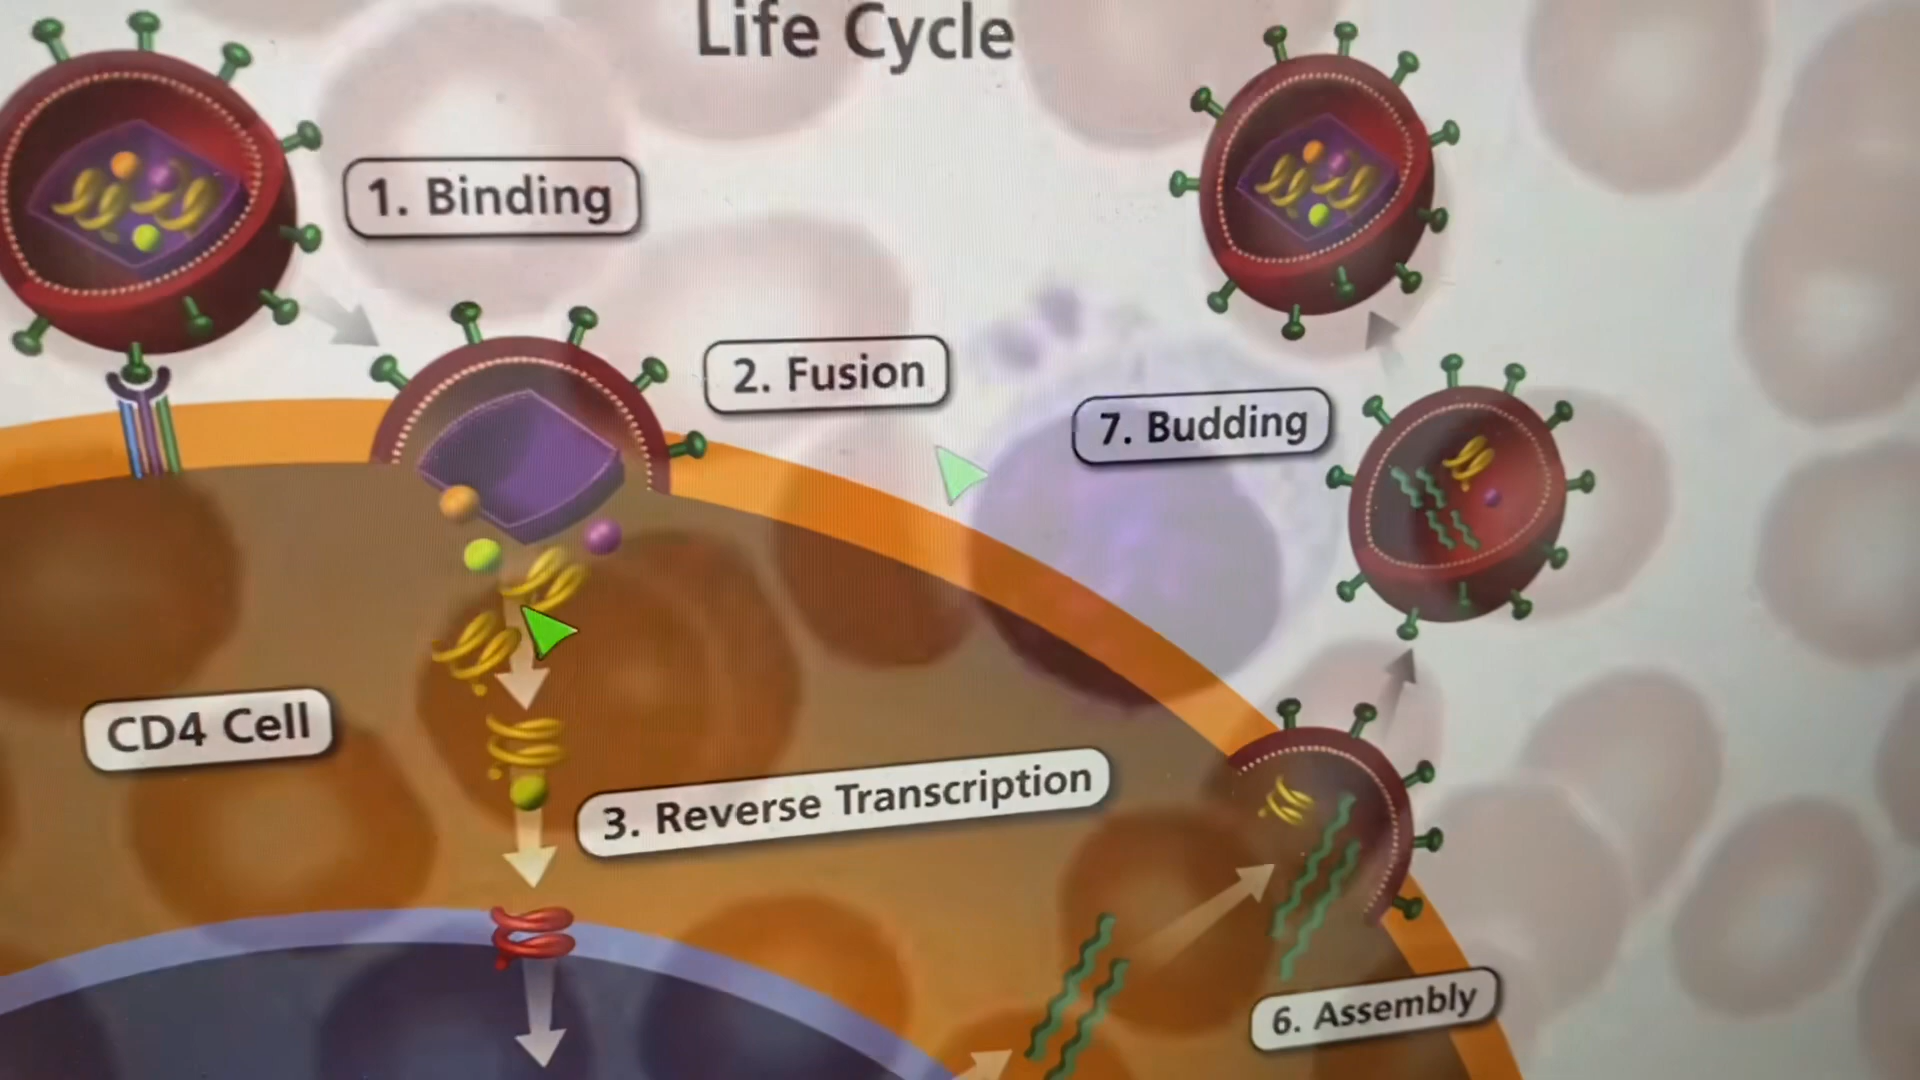 Life Cycle
1. Binding
2. Fusion
7. Budding
CD4 Cell
3. Reverse Transcription
6. Assembly